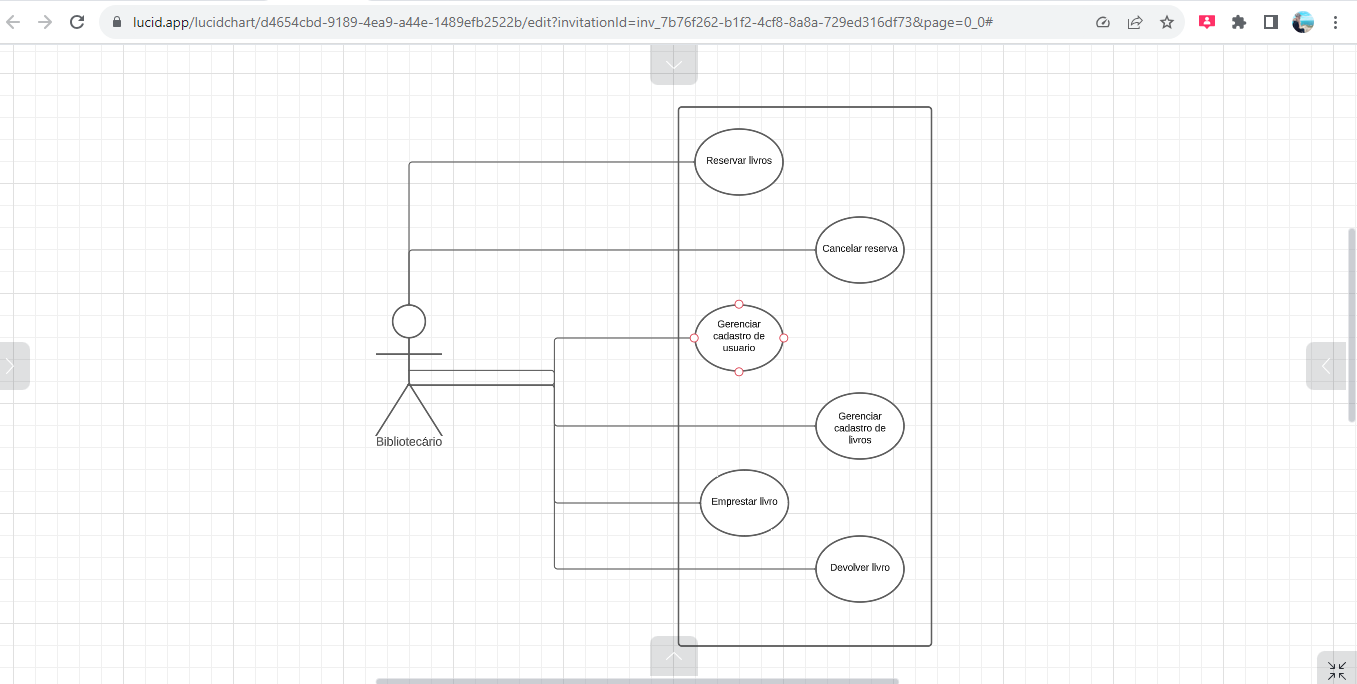 lucid.app/lucidchart/d4654cbd-9189-4ea9-a44e-1489efb2522b/edit?invitationId=inv_7b76f262-b1f2-4cf8-8a8a-729ed316df73&page=0_0#
Reservar livros
Cancelar reserva
Gerenciar
cadastro de
usuario
Gerenciar
cadastro de
livros
Bibliotecário
Emprestar livro
Devolver livro